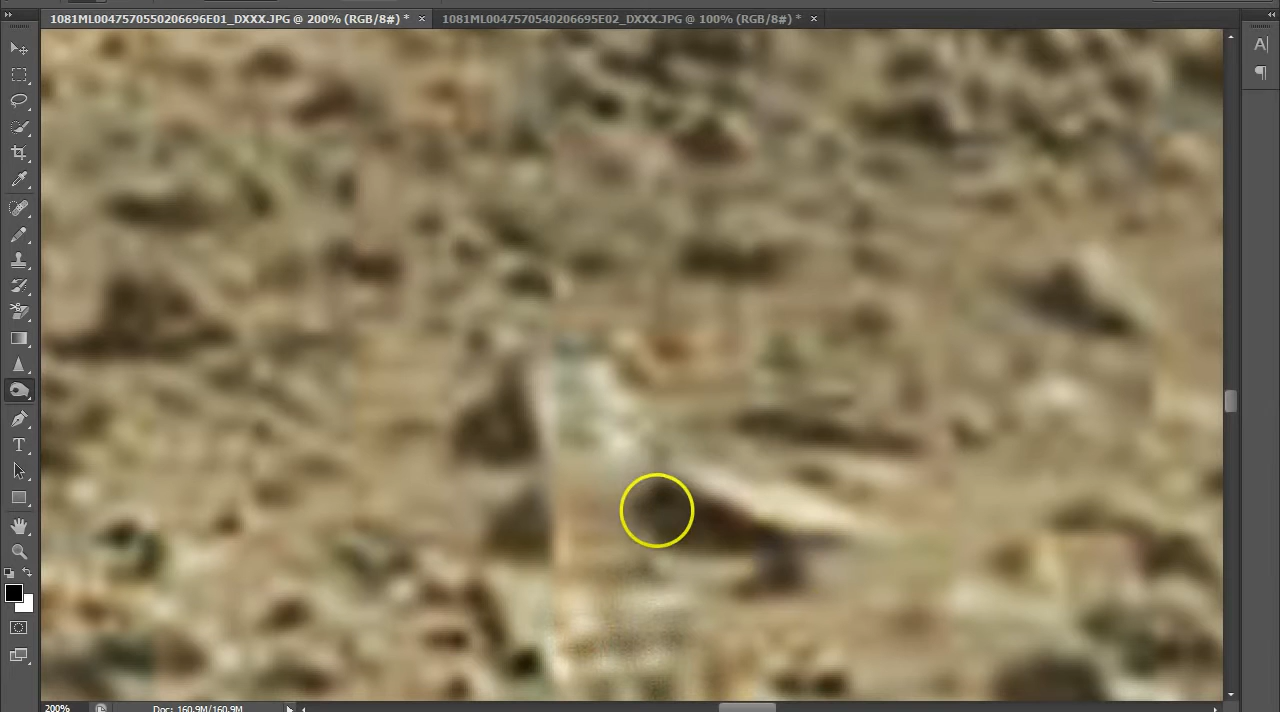 1081ML0047570550206696E01_DXXX.JPG @ 200% (RGB/8#) * ×
1081ML0047570540206695E02_DXXX.JPG @ 100% (RGB/8#) * ×
A
T
200%
Doc: 160.9M/160.9M